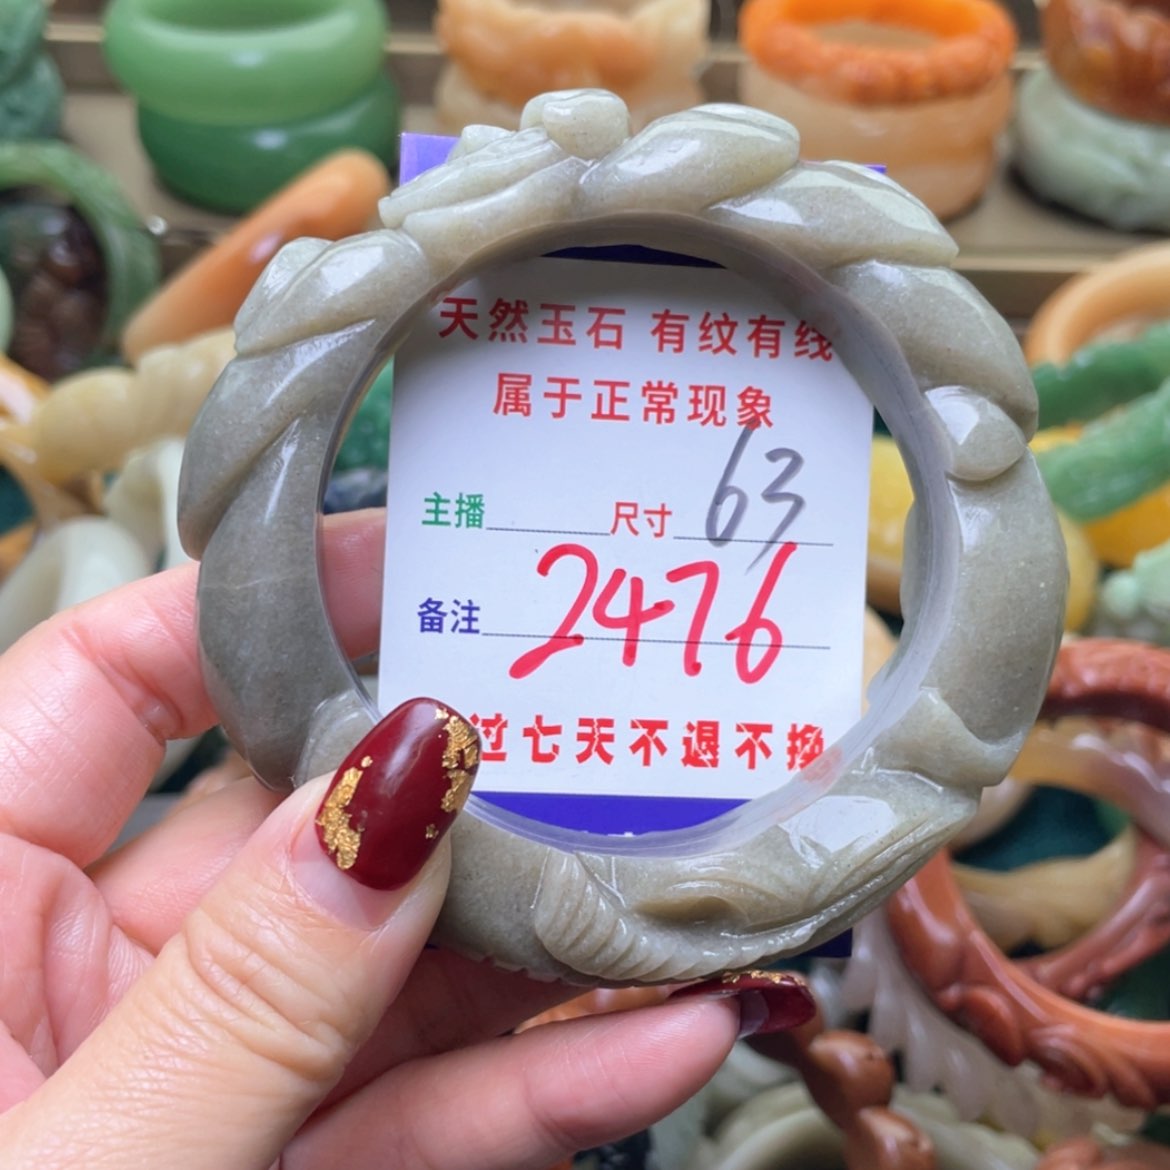 天然玉石 有纹有线
属于正常现象
主播 尺寸 63
备注 2476
过七天不退不换